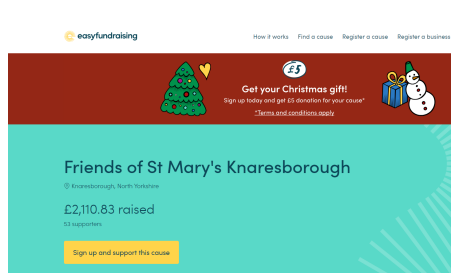 easyfundraising
How it works Find a cause Register a cause Register a business
£5
Get your Christmas gift!
Sign up today and get £5 donation for your cause*
*Terms and conditions apply
Friends of St Mary's Knaresborough
Knaresborough, North Yorkshire
£2,110.83 raised
53 supporters
Sign up and support this cause